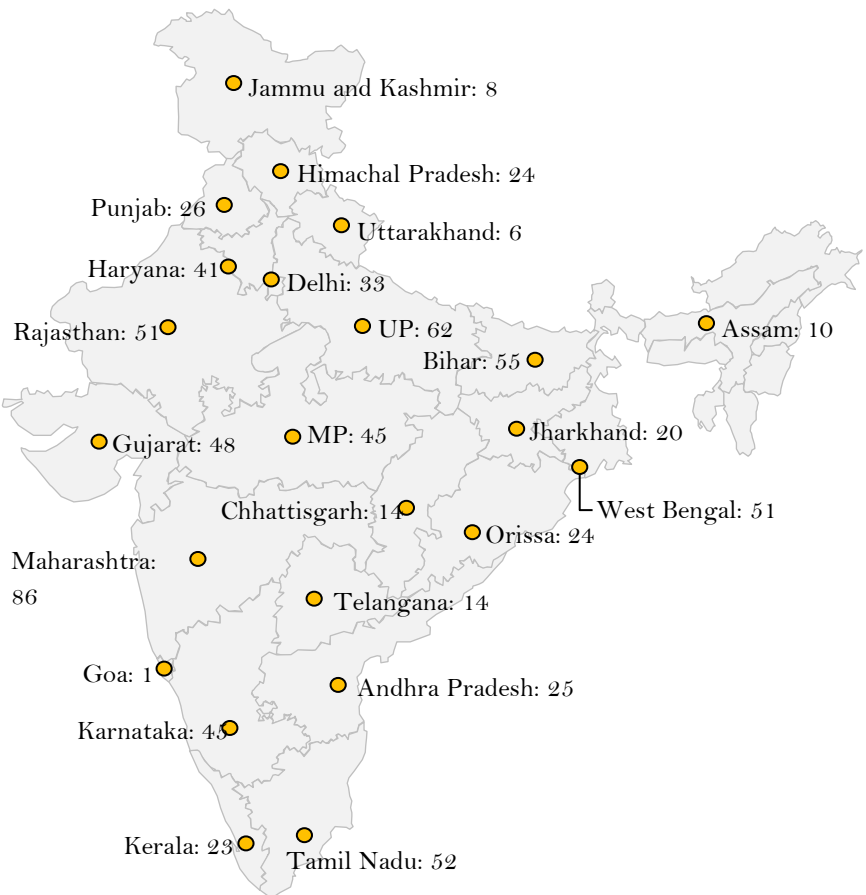 Jammu and Kashmir: 8
Himachal Pradesh: 24
Punjab: 26
Uttarakhand: 6
Haryana: 41
Delhi: 33
Rajasthan: 51
UP: 62
Assam: 10
Bihar: 55
Gujarat: 48
MP: 45
Jharkhand: 20
Chhattisgarh: 14
West Bengal: 51
Orissa: 24
Maharashtra:
86
Telangana: 14
Goa: 1
Andhra Pradesh: 25
Karnataka: 45
Kerala: 23
Tamil Nadu: 52